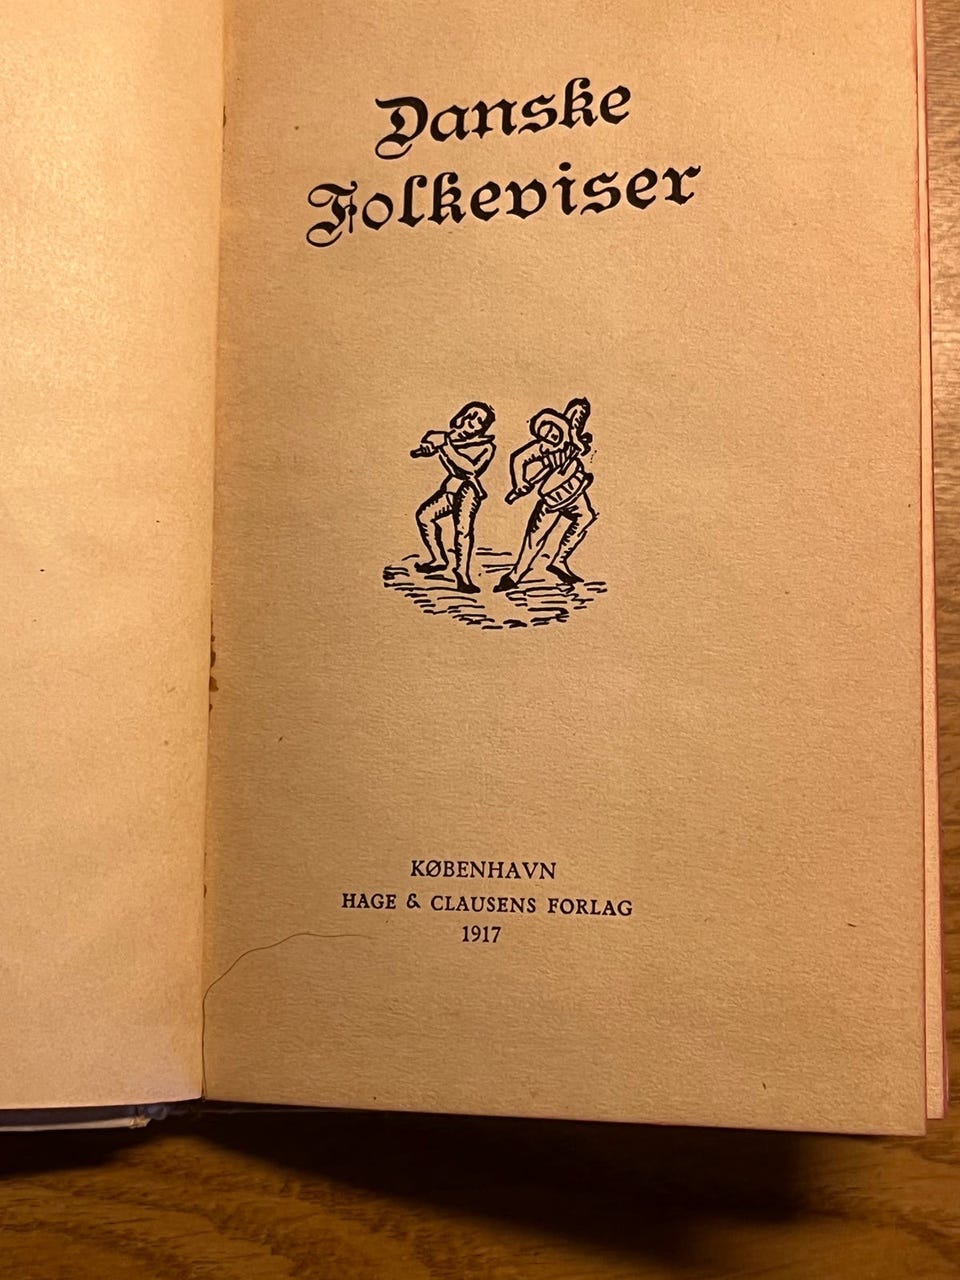 Danske
Folkeviser
KØBENHAVN
HAGE & CLAUSENS FORLAG
1917